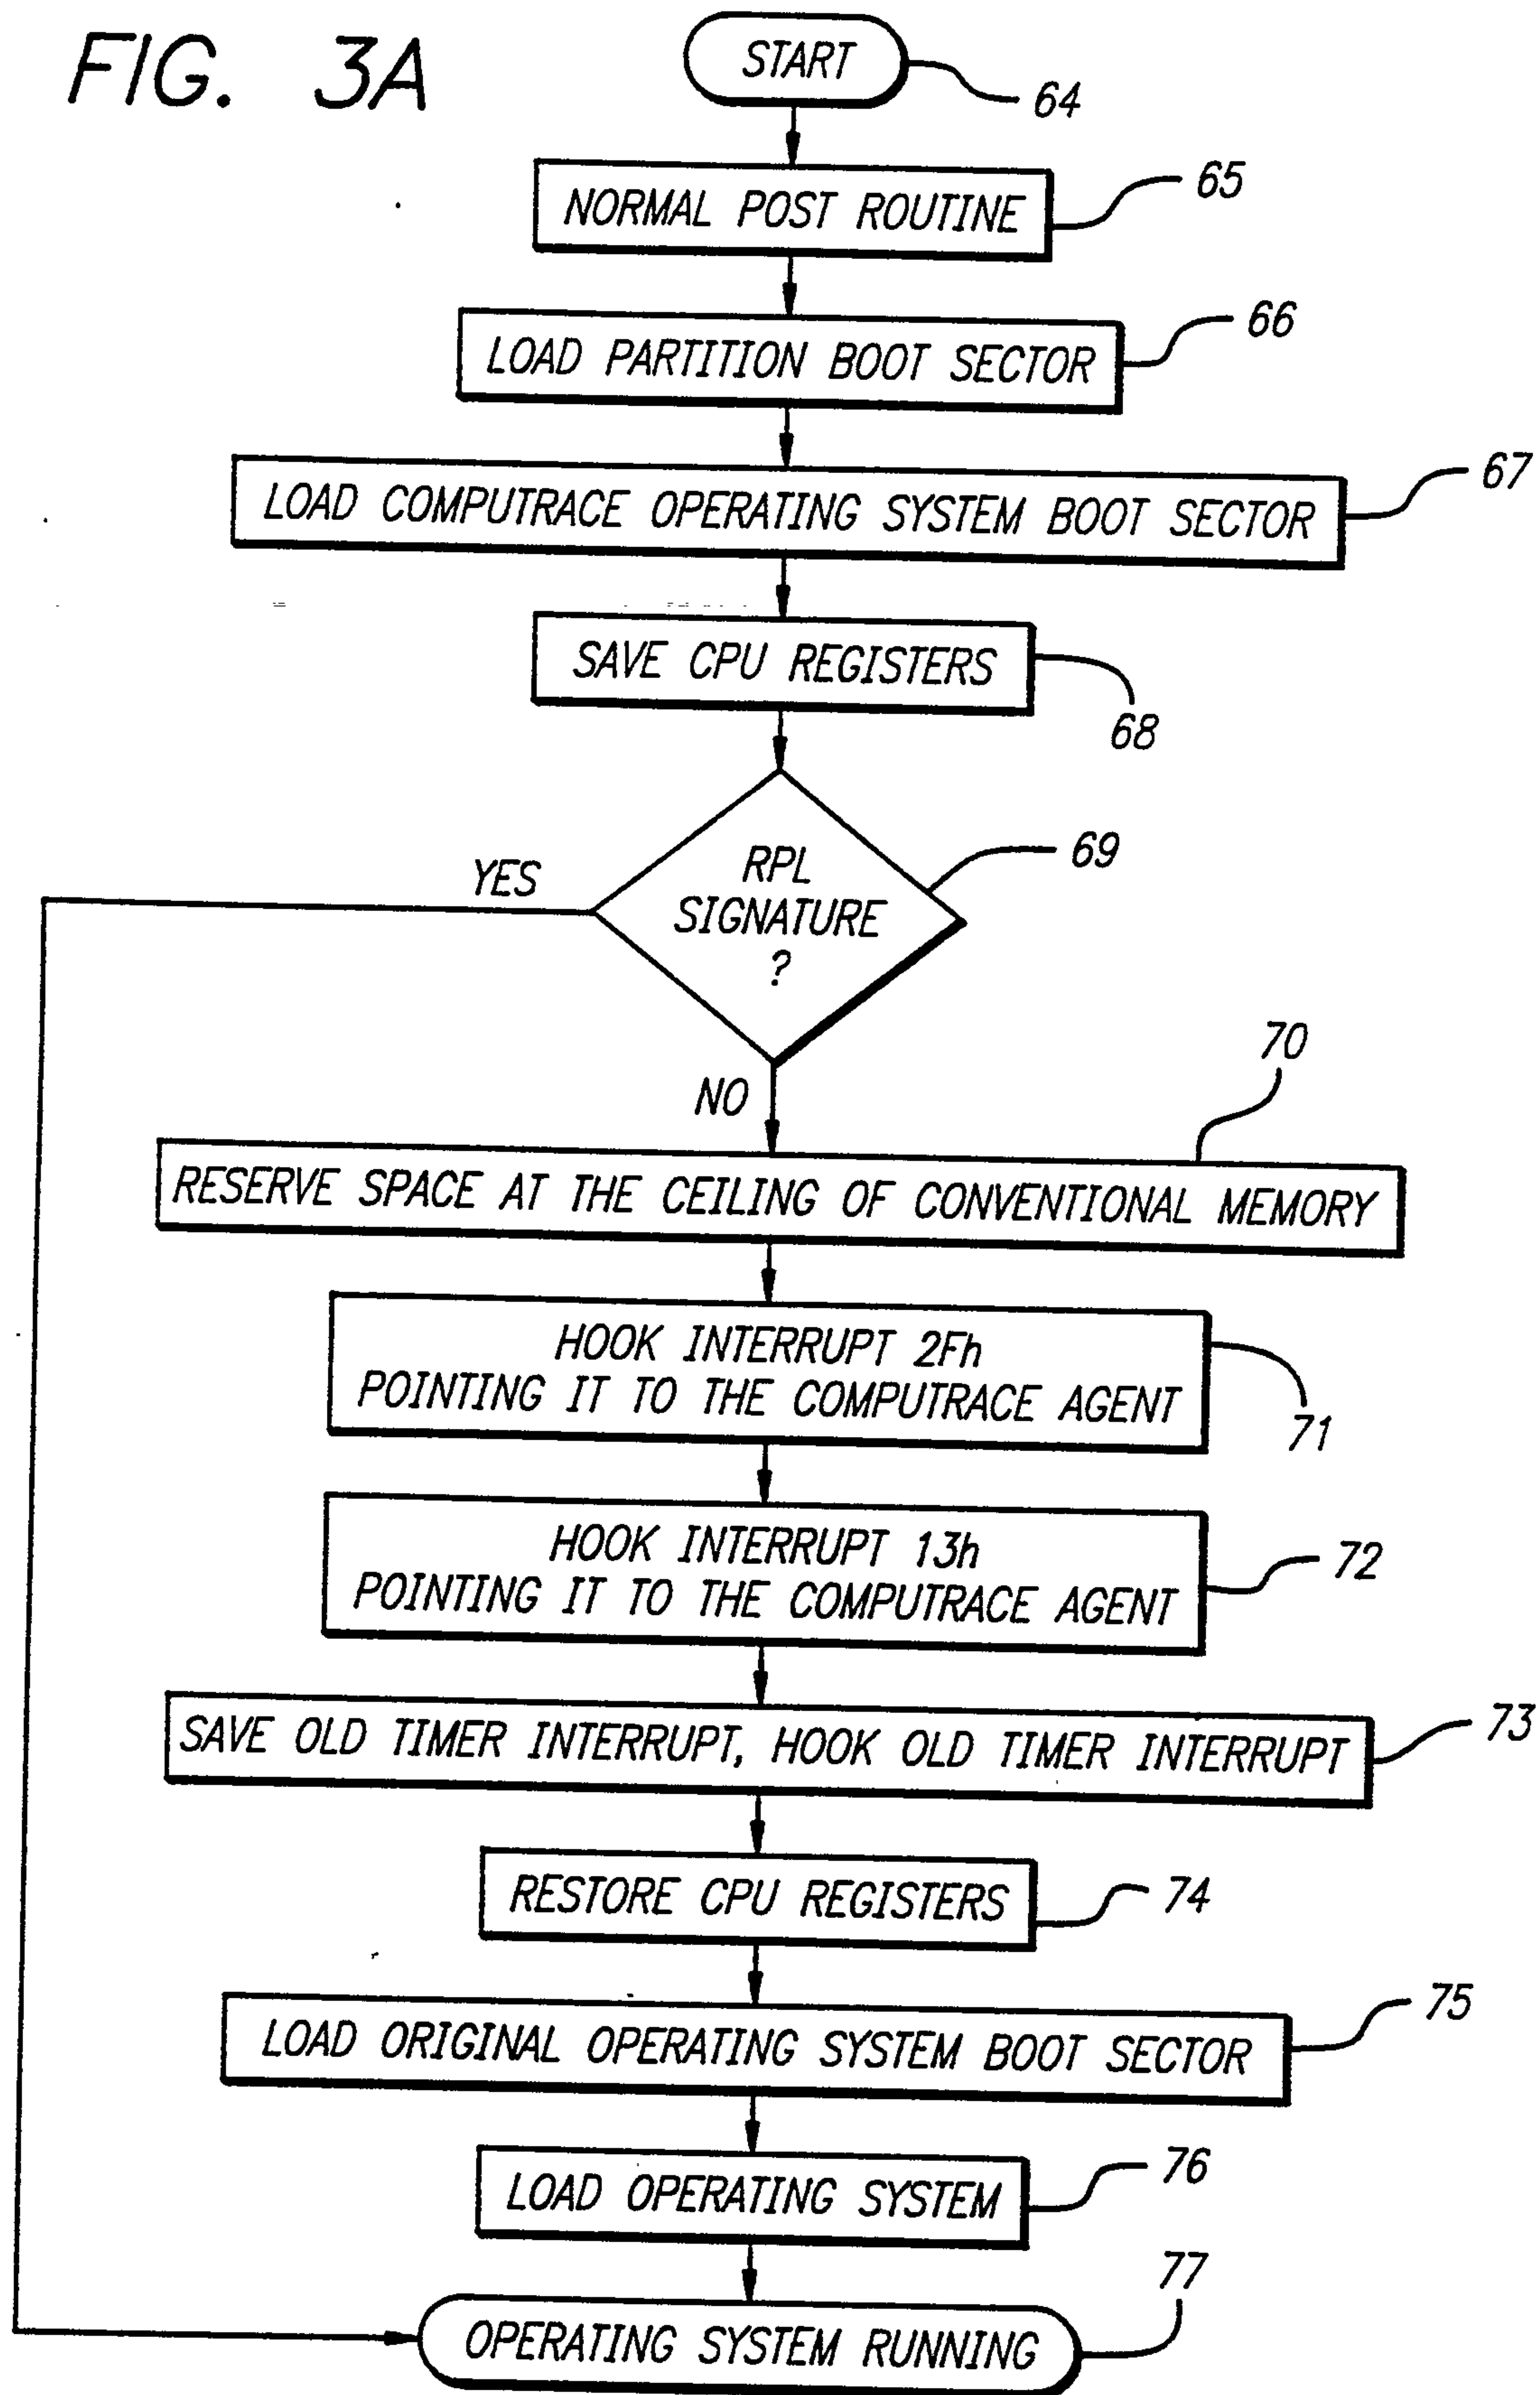 FIG. 3A
START
64
NORMAL POST ROUTINE
65
LOAD PARTITION BOOT SECTOR
66
LOAD COMPUTRACE OPERATING SYSTEM BOOT SECTOR
67
SAVE CPU REGISTERS
68
RPL
SIGNATURE
?
69
YES
NO
70
RESERVE SPACE AT THE CEILING OF CONVENTIONAL MEMORY
HOOK INTERRUPT 2Fh
POINTING IT TO THE COMPUTRACE AGENT
71
HOOK INTERRUPT 13h
POINTING IT TO THE COMPUTRACE AGENT
72
SAVE OLD TIMER INTERRUPT, HOOK OLD TIMER INTERRUPT
73
RESTORE CPU REGISTERS
74
LOAD ORIGINAL OPERATING SYSTEM BOOT SECTOR
75
LOAD OPERATING SYSTEM
76
OPERATING SYSTEM RUNNING
77